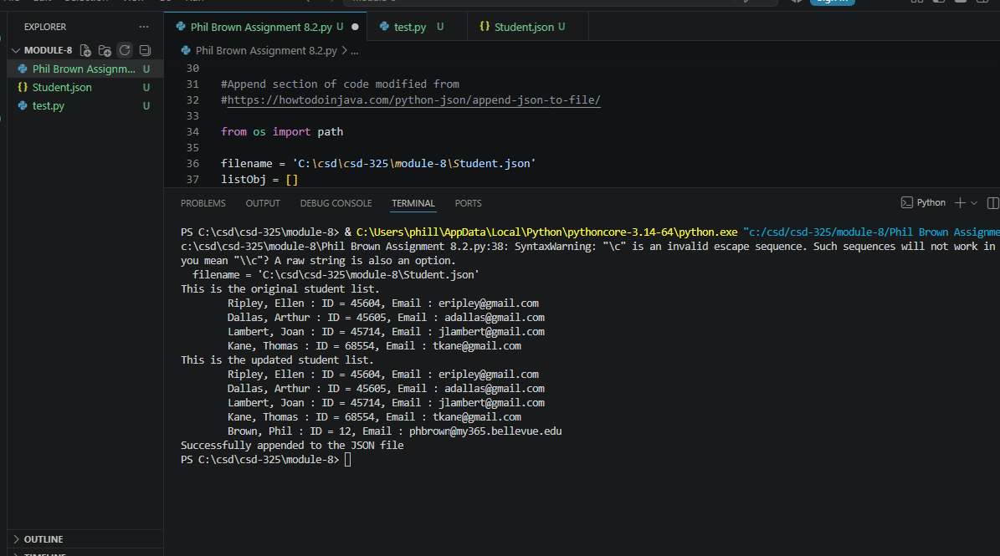 Sign in
EXPLORER
MODULE-8
Phil Brown Assignm... U
Student.json U
test.py U
OUTLINE
TIMELINE
Phil Brown Assignment 8.2.py U
test.py U
{} Student.json U
Phil Brown Assignment 8.2.py > ...
30
31 #Append section of code modified from
32 #https://howtodoinjava.com/python-json/append-json-to-file/
33
34 from os import path
35
36 filename = 'C:\csd\csd-325\module-8\Student.json'
37 listObj = []
PROBLEMS OUTPUT DEBUG CONSOLE TERMINAL PORTS
Python
PS C:\csd\csd-325\module-8> & C:\Users\phill\AppData\Local\Python\pythoncore-3.14-64\python.exe "c:/csd/csd-325/module-8/Phil Brown Assignme
c:\csd\csd-325\module-8\Phil Brown Assignment 8.2.py:38: SyntaxWarning: "\c" is an invalid escape sequence. Such sequences will not work in
you mean "\\c"? A raw string is also an option.
filename = 'C:\csd\csd-325\module-8\Student.json'
This is the original student list.
Ripley, Ellen : ID = 45604, Email : eripley@gmail.com
Dallas, Arthur : ID = 45605, Email : adallas@gmail.com
Lambert, Joan : ID = 45714, Email : jlambert@gmail.com
Kane, Thomas : ID = 68554, Email : tkane@gmail.com
This is the updated student list.
Ripley, Ellen : ID = 45604, Email : eripley@gmail.com
Dallas, Arthur : ID = 45605, Email : adallas@gmail.com
Lambert, Joan : ID = 45714, Email : jlambert@gmail.com
Kane, Thomas : ID = 68554, Email : tkane@gmail.com
Brown, Phil : ID = 12, Email : phbrown@my365.bellevue.edu
Successfully appended to the JSON file
PS C:\csd\csd-325\module-8>